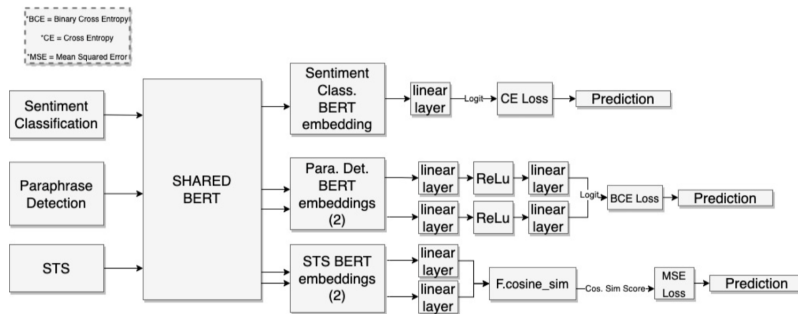 *BCE = Binary Cross Entropy
*CE = Cross Entropy
*MSE = Mean Squared Error
Sentiment
Classification
Paraphrase
Detection
STS
SHARED
BERT
Sentiment
Class.
BERT
embedding
linear
layer
Logit
CE Loss
Prediction
Para. Det.
BERT
embeddings
(2)
linear
layer
ReLu
linear
layer
linear
layer
ReLu
linear
layer
Logit
BCE Loss
Prediction
STS BERT
embeddings
(2)
linear
layer
linear
layer
F.cosine_sim
Cos. Sim Score
MSE
Loss
Prediction